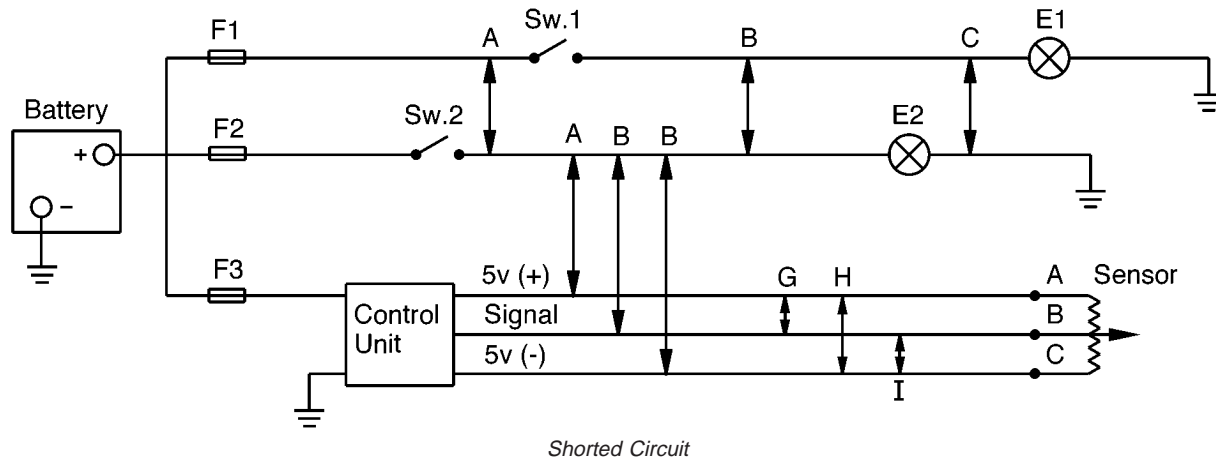 F1
A
Sw.1
B
C
E1
Battery
+
−
F2
Sw.2
A
B
B
E2
F3
Control
Unit
5v (+)
Signal
5v (-)
G
H
I
A
Sensor
B
C
Shorted Circuit